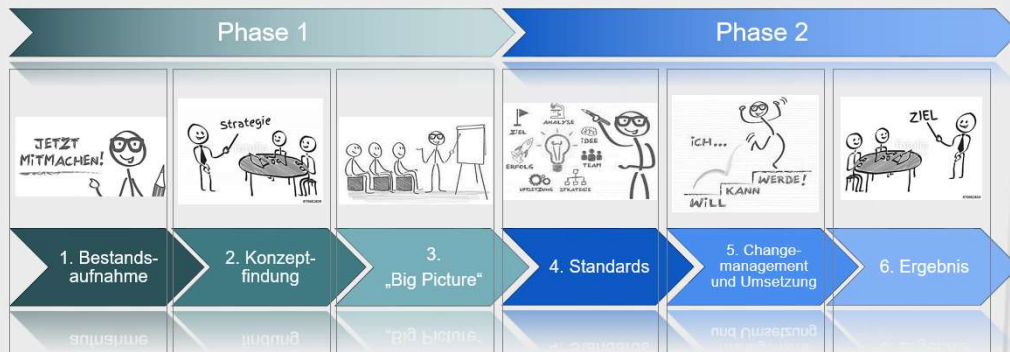 Phase 1
Phase 2
JETZT
MITMACHEN!
Strategie
ZIEL
ANALYSE
IDEE
ERFOLG
TEAM
UMSETZUNG
STRATEGIE
iCH...
WERDE!
KANN
WiLL
ZIEL
1. Bestands-
aufnahme
2. Konzept-
findung
3.
„Big Picture“
4. Standards
5. Change-
management
und Umsetzung
6. Ergebnis